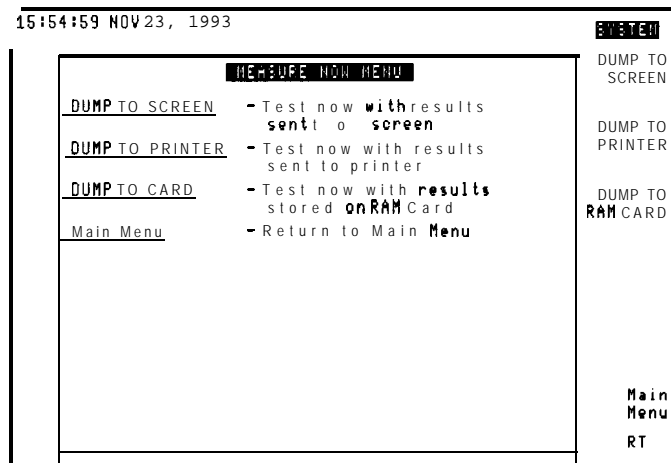 15:54:59 NOV 23, 1993
SYSTEM
MEASURE NOW MENU
DUMP TO SCREEN - Test now with results
sent t o screen
DUMP TO PRINTER - Test now with results
sent to printer
DUMP TO CARD - Test now with results
stored on RAM Card
Main Menu - Return to Main Menu
DUMP TO
SCREEN
DUMP TO
PRINTER
DUMP TO
RAM CARD
Main
Menu
RT